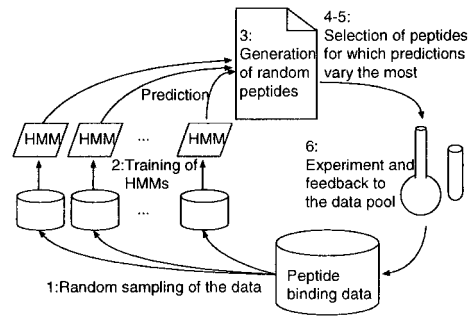 3:
Generation
of random
peptides
4-5:
Selection of peptides
for which predictions
vary the most
Prediction
HMM
HMM
...
HMM
2:Training of
HMMs
...
6:
Experiment and
feedback to
the data pool
Peptide
binding data
1:Random sampling of the data